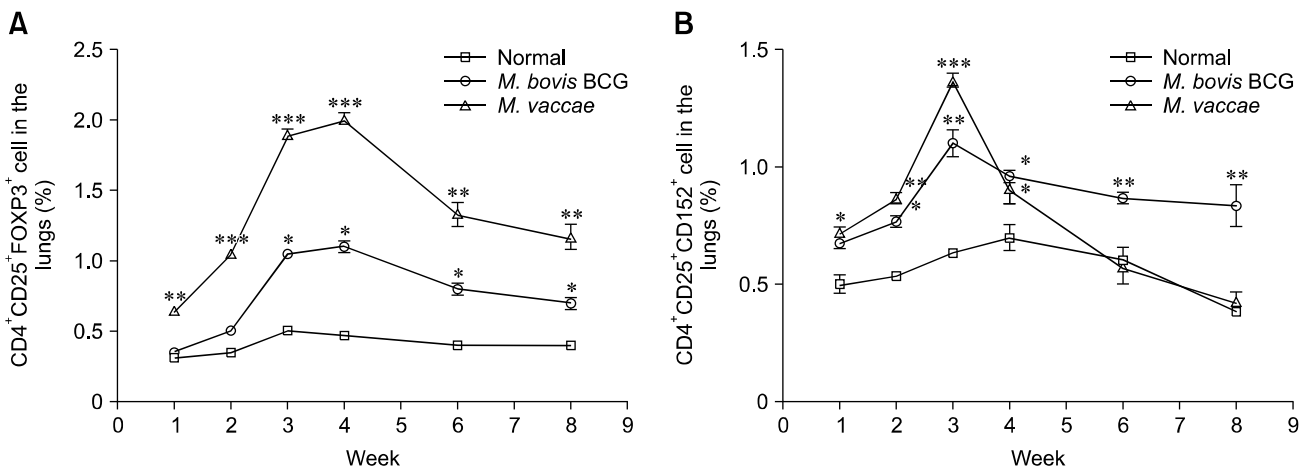 A
CD4+CD25+FOXP3+ cell in the
lungs (%)
2.5
2.0
1.5
1.0
0.5
0
0 1 2 3 4 5 6 7 8 9
Week
Normal
M. bovis BCG
M. vaccae
**
***
***
***
**
**
*
*
*
*
B
CD4+CD25+CD152+ cell in the
lungs (%)
1.5
1.0
0.5
0
0 1 2 3 4 5 6 7 8 9
Week
Normal
M. bovis BCG
M. vaccae
*
**
*
***
**
*
*
**
**